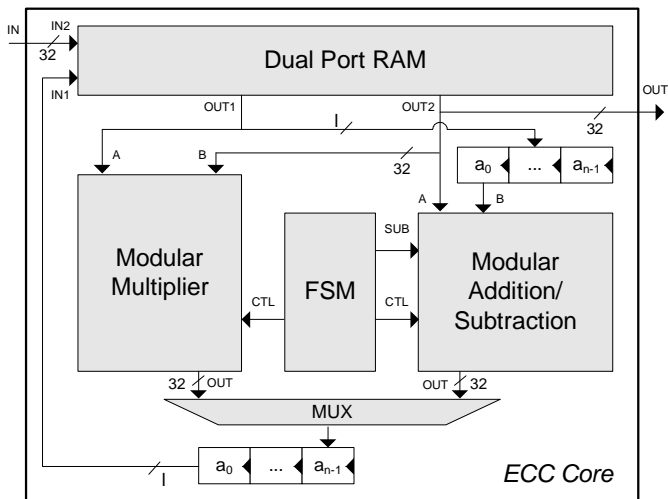 IN
IN2
32
Dual Port RAM
IN1
OUT1
OUT2
OUT
l
32
A
B
32
a0 ... an-1
A
B
Modular
Multiplier
FSM
SUB
CTL
CTL
Modular
Addition/
Subtraction
32
OUT
OUT
32
MUX
a0 ... an-1
l
ECC Core